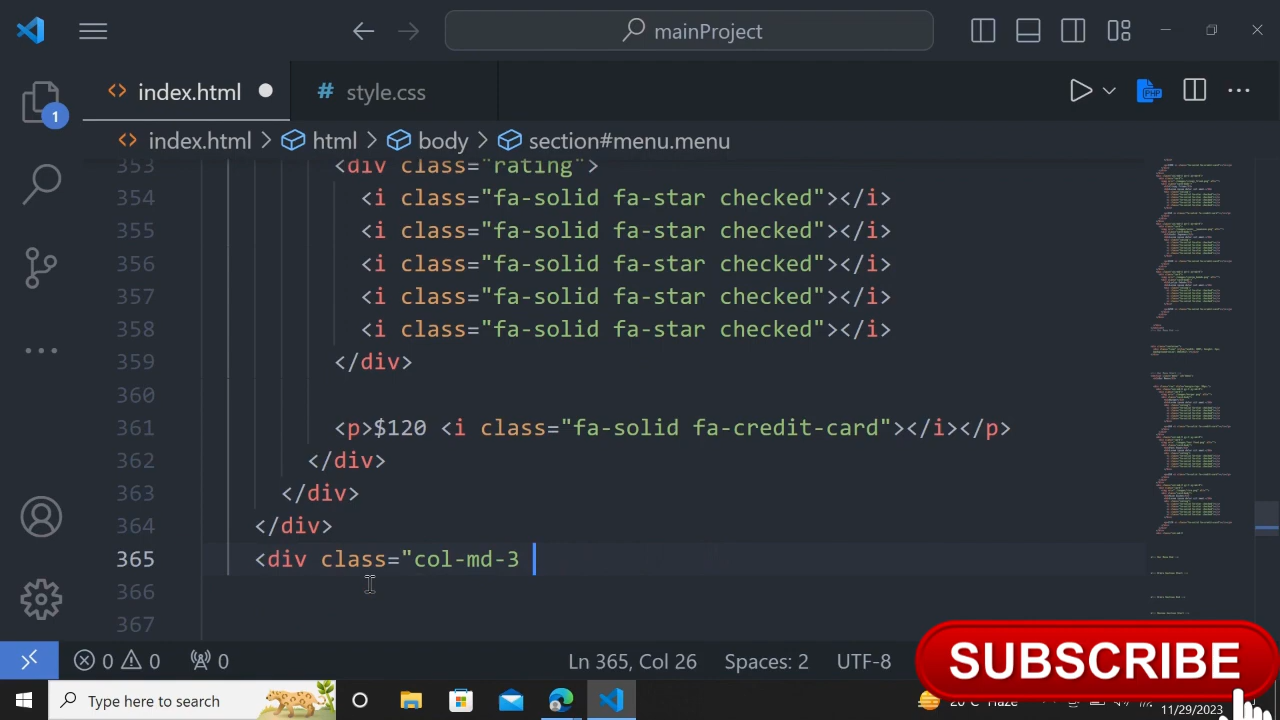 mainProject
index.html
# style.css
index.html > html > body > section#menu.menu
1
PHP
353 <div class="rating">
354 <i class="fa-solid fa-star checked"></i>
355 <i class="fa-solid fa-star checked"></i>
356 <i class="fa-solid fa-star checked"></i>
357 <i class="fa-solid fa-star checked"></i>
358 <i class="fa-solid fa-star checked"></i>
359 </div>
360
361 <p>$120 <i class="fa-solid fa-credit-card"></i></p>
362 </div>
363 </div>
364 </div>
365 <div class="col-md-3
366
367
0 0 0 Ln 365, Col 26 Spaces: 2 UTF-8
SUBSCRIBE
Type here to search
20°C Haze
11/29/2023